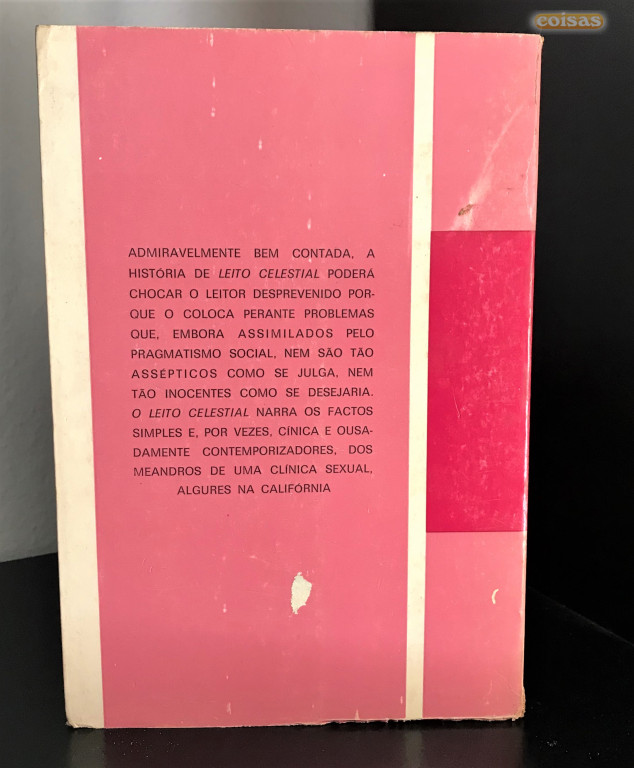 coisas
ADMIRAVELMENTE BEM CONTADA, A
HISTÓRIA DE LEITO CELESTIAL PODERÁ
CHOCAR O LEITOR DESPREVENIDO POR-
QUE O COLOCA PERANTE PROBLEMAS
QUE, EMBORA ASSIMILADOS PELO
PRAGMATISMO SOCIAL, NEM SÃO TÃO
ASSÉPTICOS COMO SE JULGA, NEM
TÃO INOCENTES COMO SE DESEJARIA.
O LEITO CELESTIAL NARRA OS FACTOS
SIMPLES E, POR VEZES, CÍNICA E OUSA-
DAMENTE CONTEMPORIZADORES, DOS
MEANDROS DE UMA CLÍNICA SEXUAL,
ALGURES NA CALIFÓRNIA